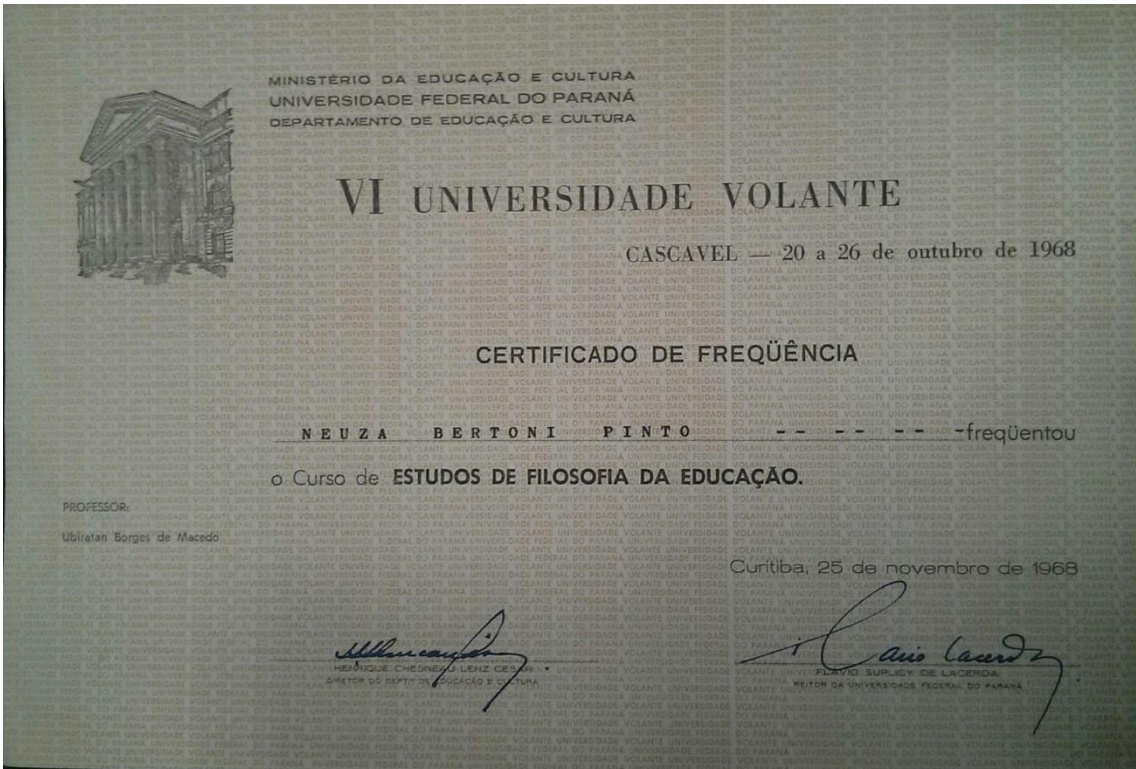 MINISTÉRIO DA EDUCAÇÃO E CULTURA
UNIVERSIDADE FEDERAL DO PARANÁ
DEPARTAMENTO DE EDUCAÇÃO E CULTURA
VI UNIVERSIDADE VOLANTE
CASCAVEL — 20 a 26 de outubro de 1968
CERTIFICADO DE FREQÜÊNCIA
NEUZA BERTONI PINTO -- -- -- -freqüentou
o Curso de ESTUDOS DE FILOSOFIA DA EDUCAÇÃO.
PROFESSOR:
Ubiratan Borges de Macedo
Curitiba, 25 de novembro de 1968
HENRIQUE CHESNEAU LENZ CESAR
DIRETOR DO DEPTº DE EDUCAÇÃO E CULTURA
Flavio Lacerda
FLAVIO SUPLICY DE LACERDA
REITOR DA UNIVERSIDADE FEDERAL DO PARANÁ